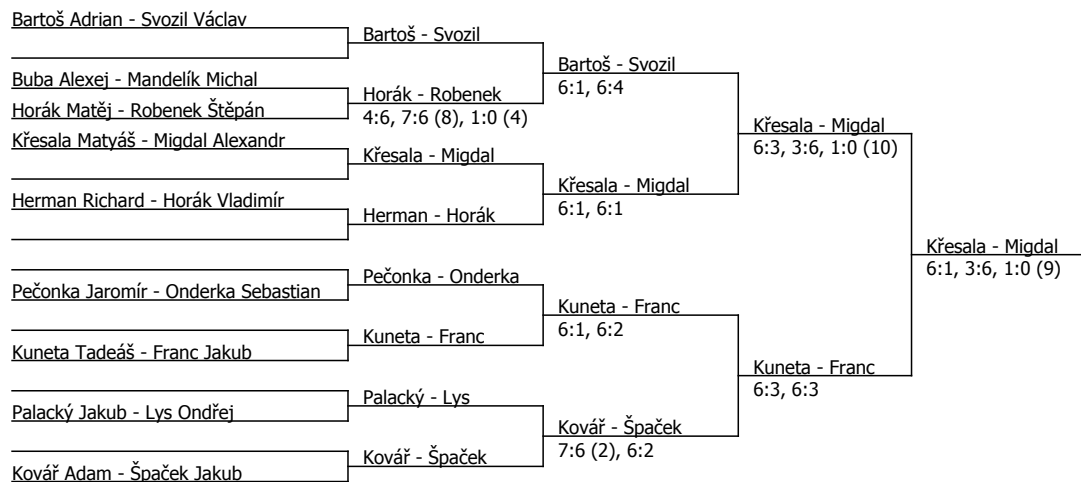 Bartoš Adrian - Svozil Václav
Bartoš - Svozil
Bartoš - Svozil
6:1, 6:4
Buba Alexej - Mandelík Michal
Horák - Robenek
4:6, 7:6 (8), 1:0 (4)
Horák Matěj - Robenek Štěpán
Křesala - Migdal
6:3, 3:6, 1:0 (10)
Křesala Matyáš - Migdal Alexandr
Křesala - Migdal
Křesala - Migdal
6:1, 6:1
Herman Richard - Horák Vladimír
Herman - Horák
Křesala - Migdal
6:1, 3:6, 1:0 (9)
Pečonka - Onderka
Pečonka Jaromír - Onderka Sebastian
Kuneta - Franc
6:1, 6:2
Kuneta - Franc
Kuneta Tadeáš - Franc Jakub
Kuneta - Franc
6:3, 6:3
Palacký - Lys
Palacký Jakub - Lys Ondřej
Kovář - Špaček
7:6 (2), 6:2
Kovář - Špaček
Kovář Adam - Špaček Jakub